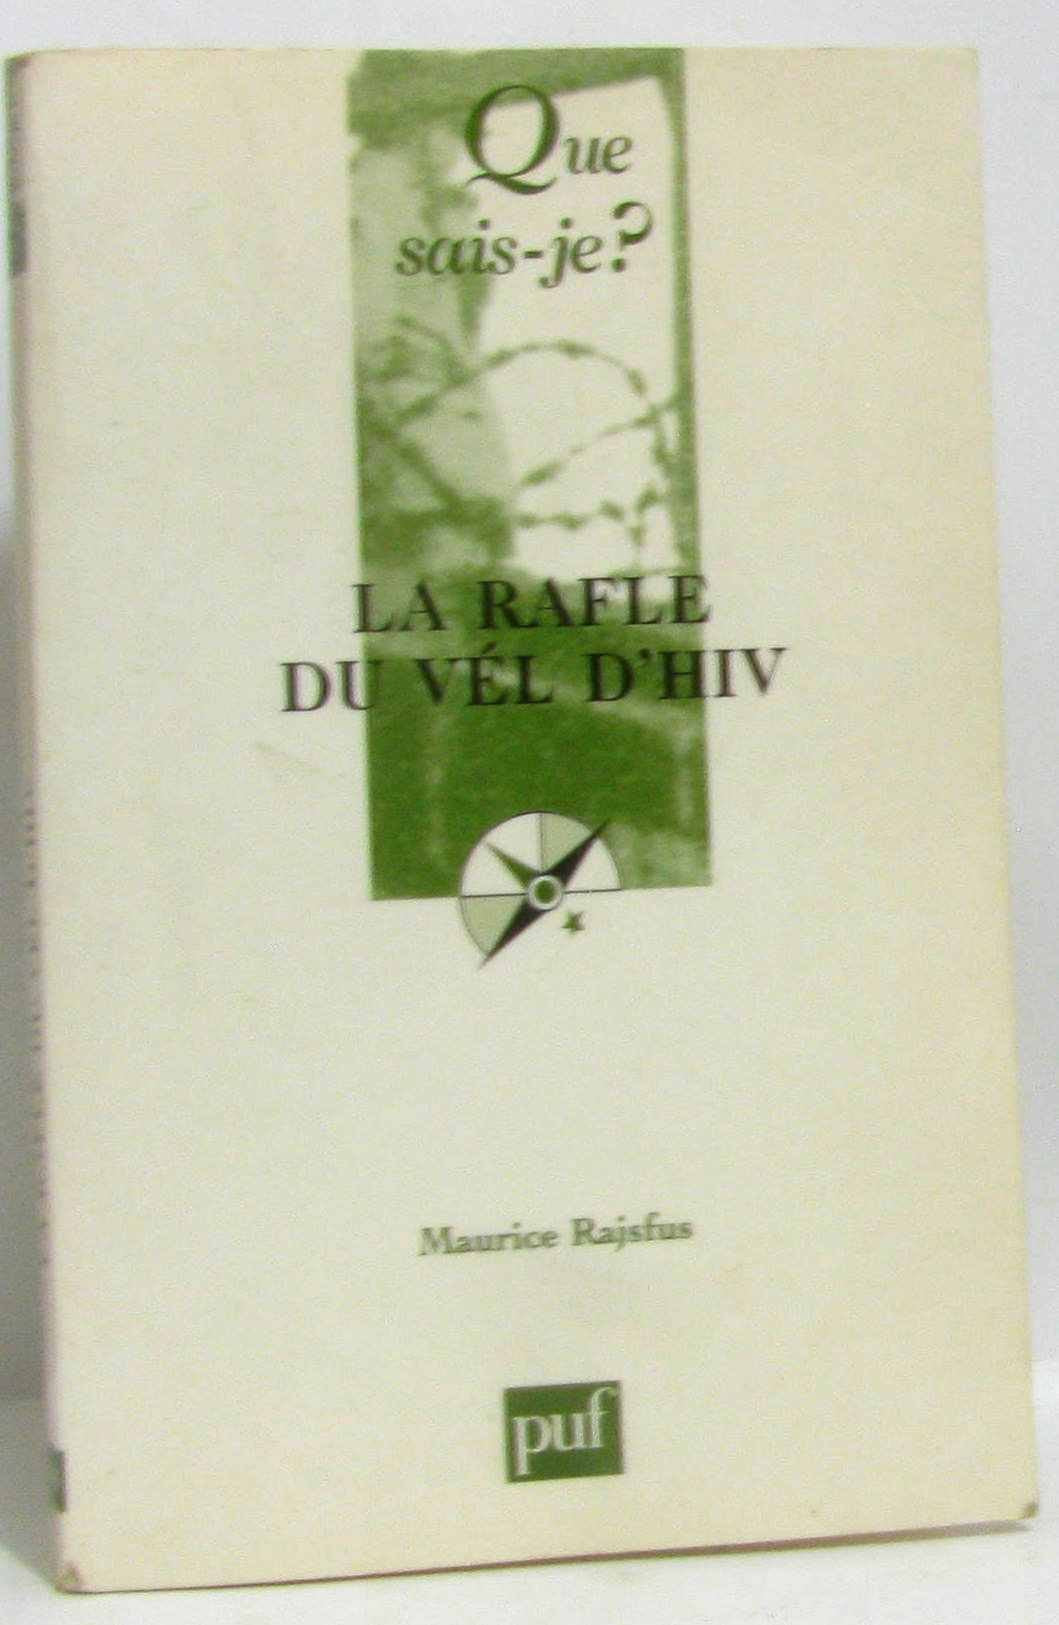 Que
sais-je?
LA RAFLE
DU VÉL D'HIV
Maurice Rajsfus
puf